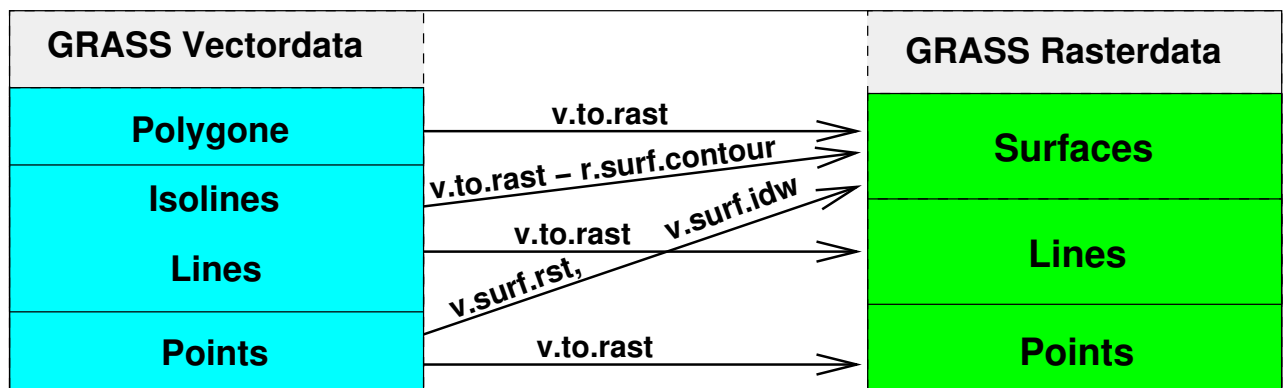 GRASS Vectordata
GRASS Rasterdata
Polygone
v.to.rast
Surfaces
v.to.rast – r.surf.contour
Isolines
v.surf.rst, v.surf.idw
v.to.rast
Lines
Lines
Points
v.to.rast
Points